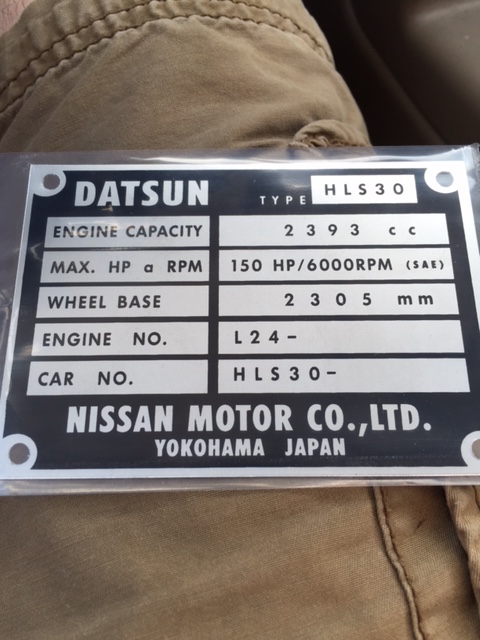 DATSUN TYPE HLS30
ENGINE CAPACITY 2393 cc
MAX. HP a RPM 150 HP/6000RPM (SAE)
WHEEL BASE 2305 mm
ENGINE NO. L24-
CAR NO. HLS30-
NISSAN MOTOR CO.,LTD.
YOKOHAMA JAPAN